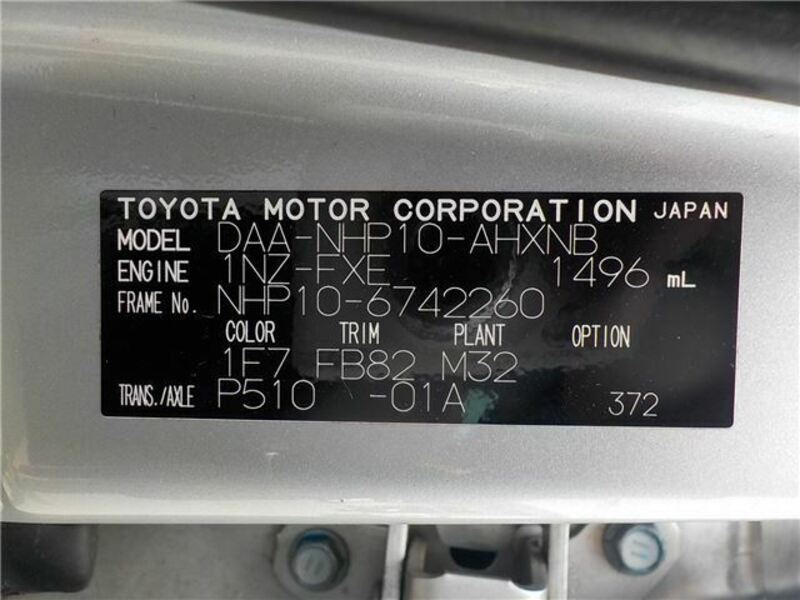 TOYOTA MOTOR CORPORATION JAPAN
MODEL DAA-NHP10-AHXNB
ENGINE 1NZ-FXE 1496 mL
FRAME No. NHP10-6742260
COLOR TRIM PLANT OPTION
1F7 FB82 M32
TRANS./AXLE P510 -01A 372